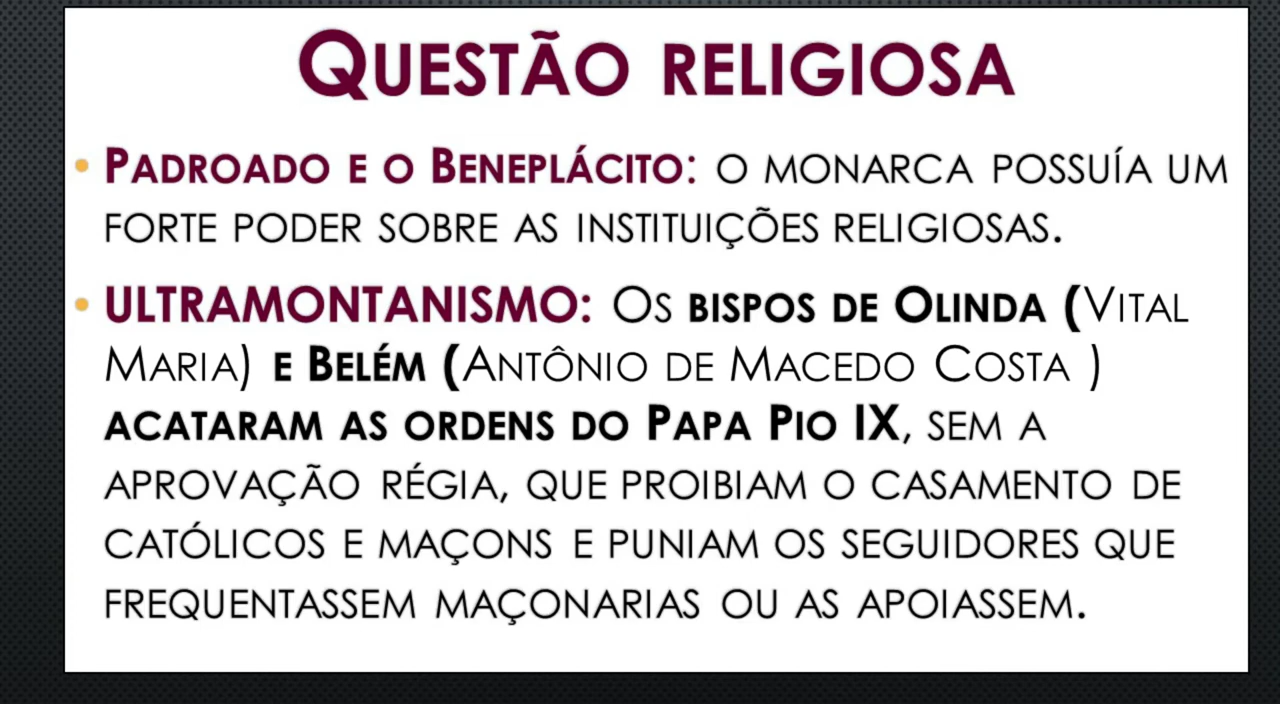 Questão religiosa
• Padroado e o Beneplácito: o monarca possuía um
forte poder sobre as instituições religiosas.
• ULTRAMONTANISMO: Os bispos de Olinda (Vital
Maria) e Belém (Antônio de Macedo Costa )
acataram as ordens do Papa Pio IX, sem a
aprovação régia, que proibiam o casamento de
católicos e maçons e puniam os seguidores que
frequentassem maçonarias ou as apoiassem.